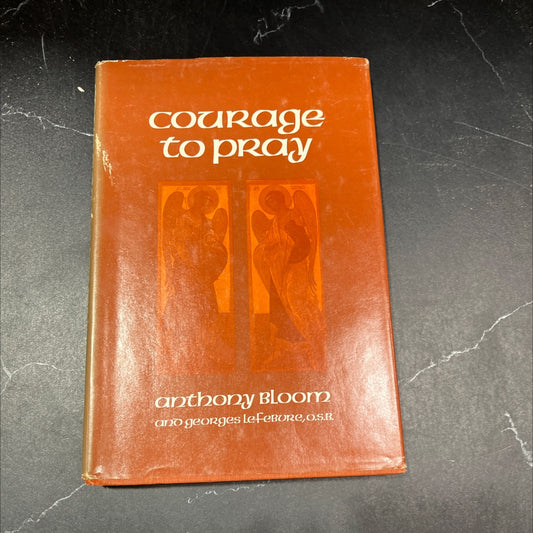 courage
to pray
anthony Bloom
and georges lefebvre, o.s.b.